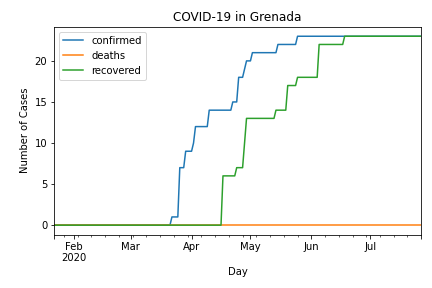 COVID-19 in Grenada
confirmed
deaths
recovered
Number of Cases
20
15
10
5
0
Feb Mar Apr May Jun Jul
2020
Day